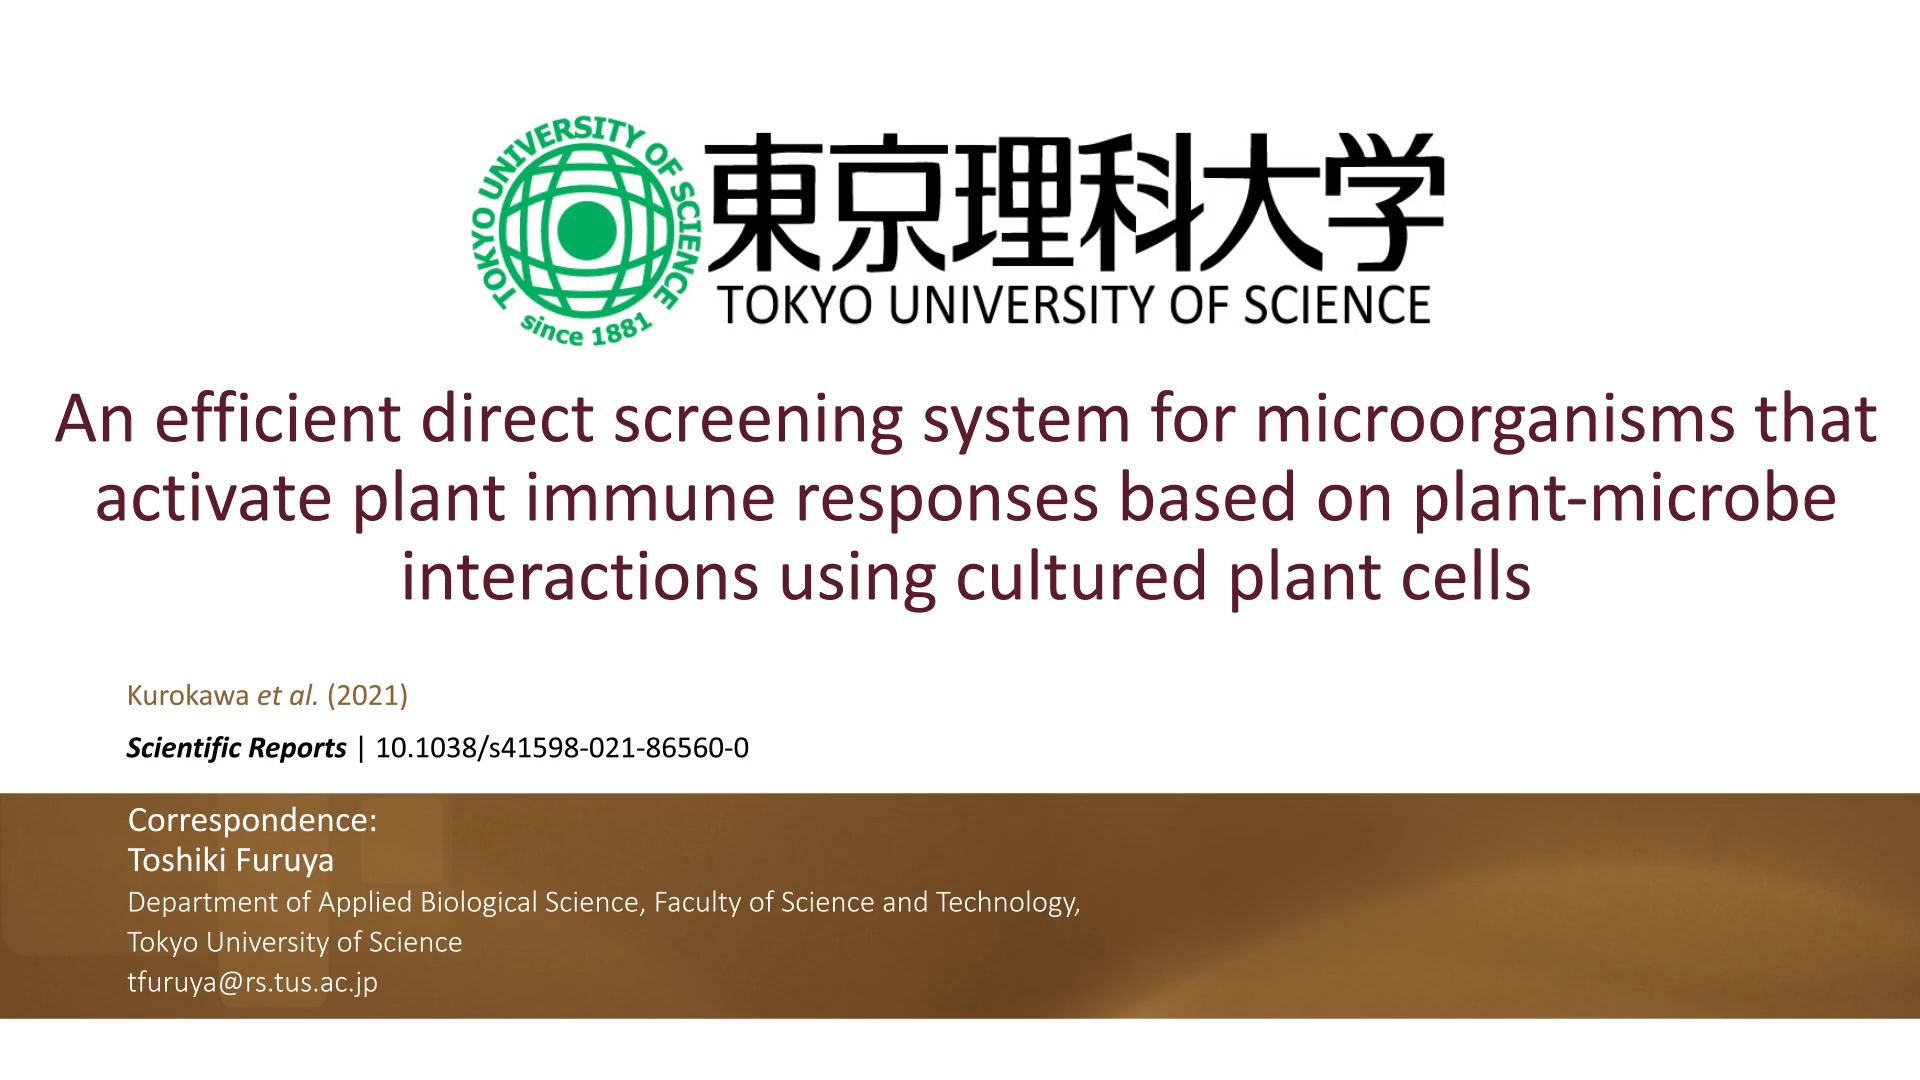 TOKYO UNIVERSITY OF SCIENCE
since 1881
東京理科大学
TOKYO UNIVERSITY OF SCIENCE
An efficient direct screening system for microorganisms that
activate plant immune responses based on plant-microbe
interactions using cultured plant cells
Kurokawa et al. (2021)
Scientific Reports | 10.1038/s41598-021-86560-0
Correspondence:
Toshiki Furuya
Department of Applied Biological Science, Faculty of Science and Technology,
Tokyo University of Science
tfuruya@rs.tus.ac.jp